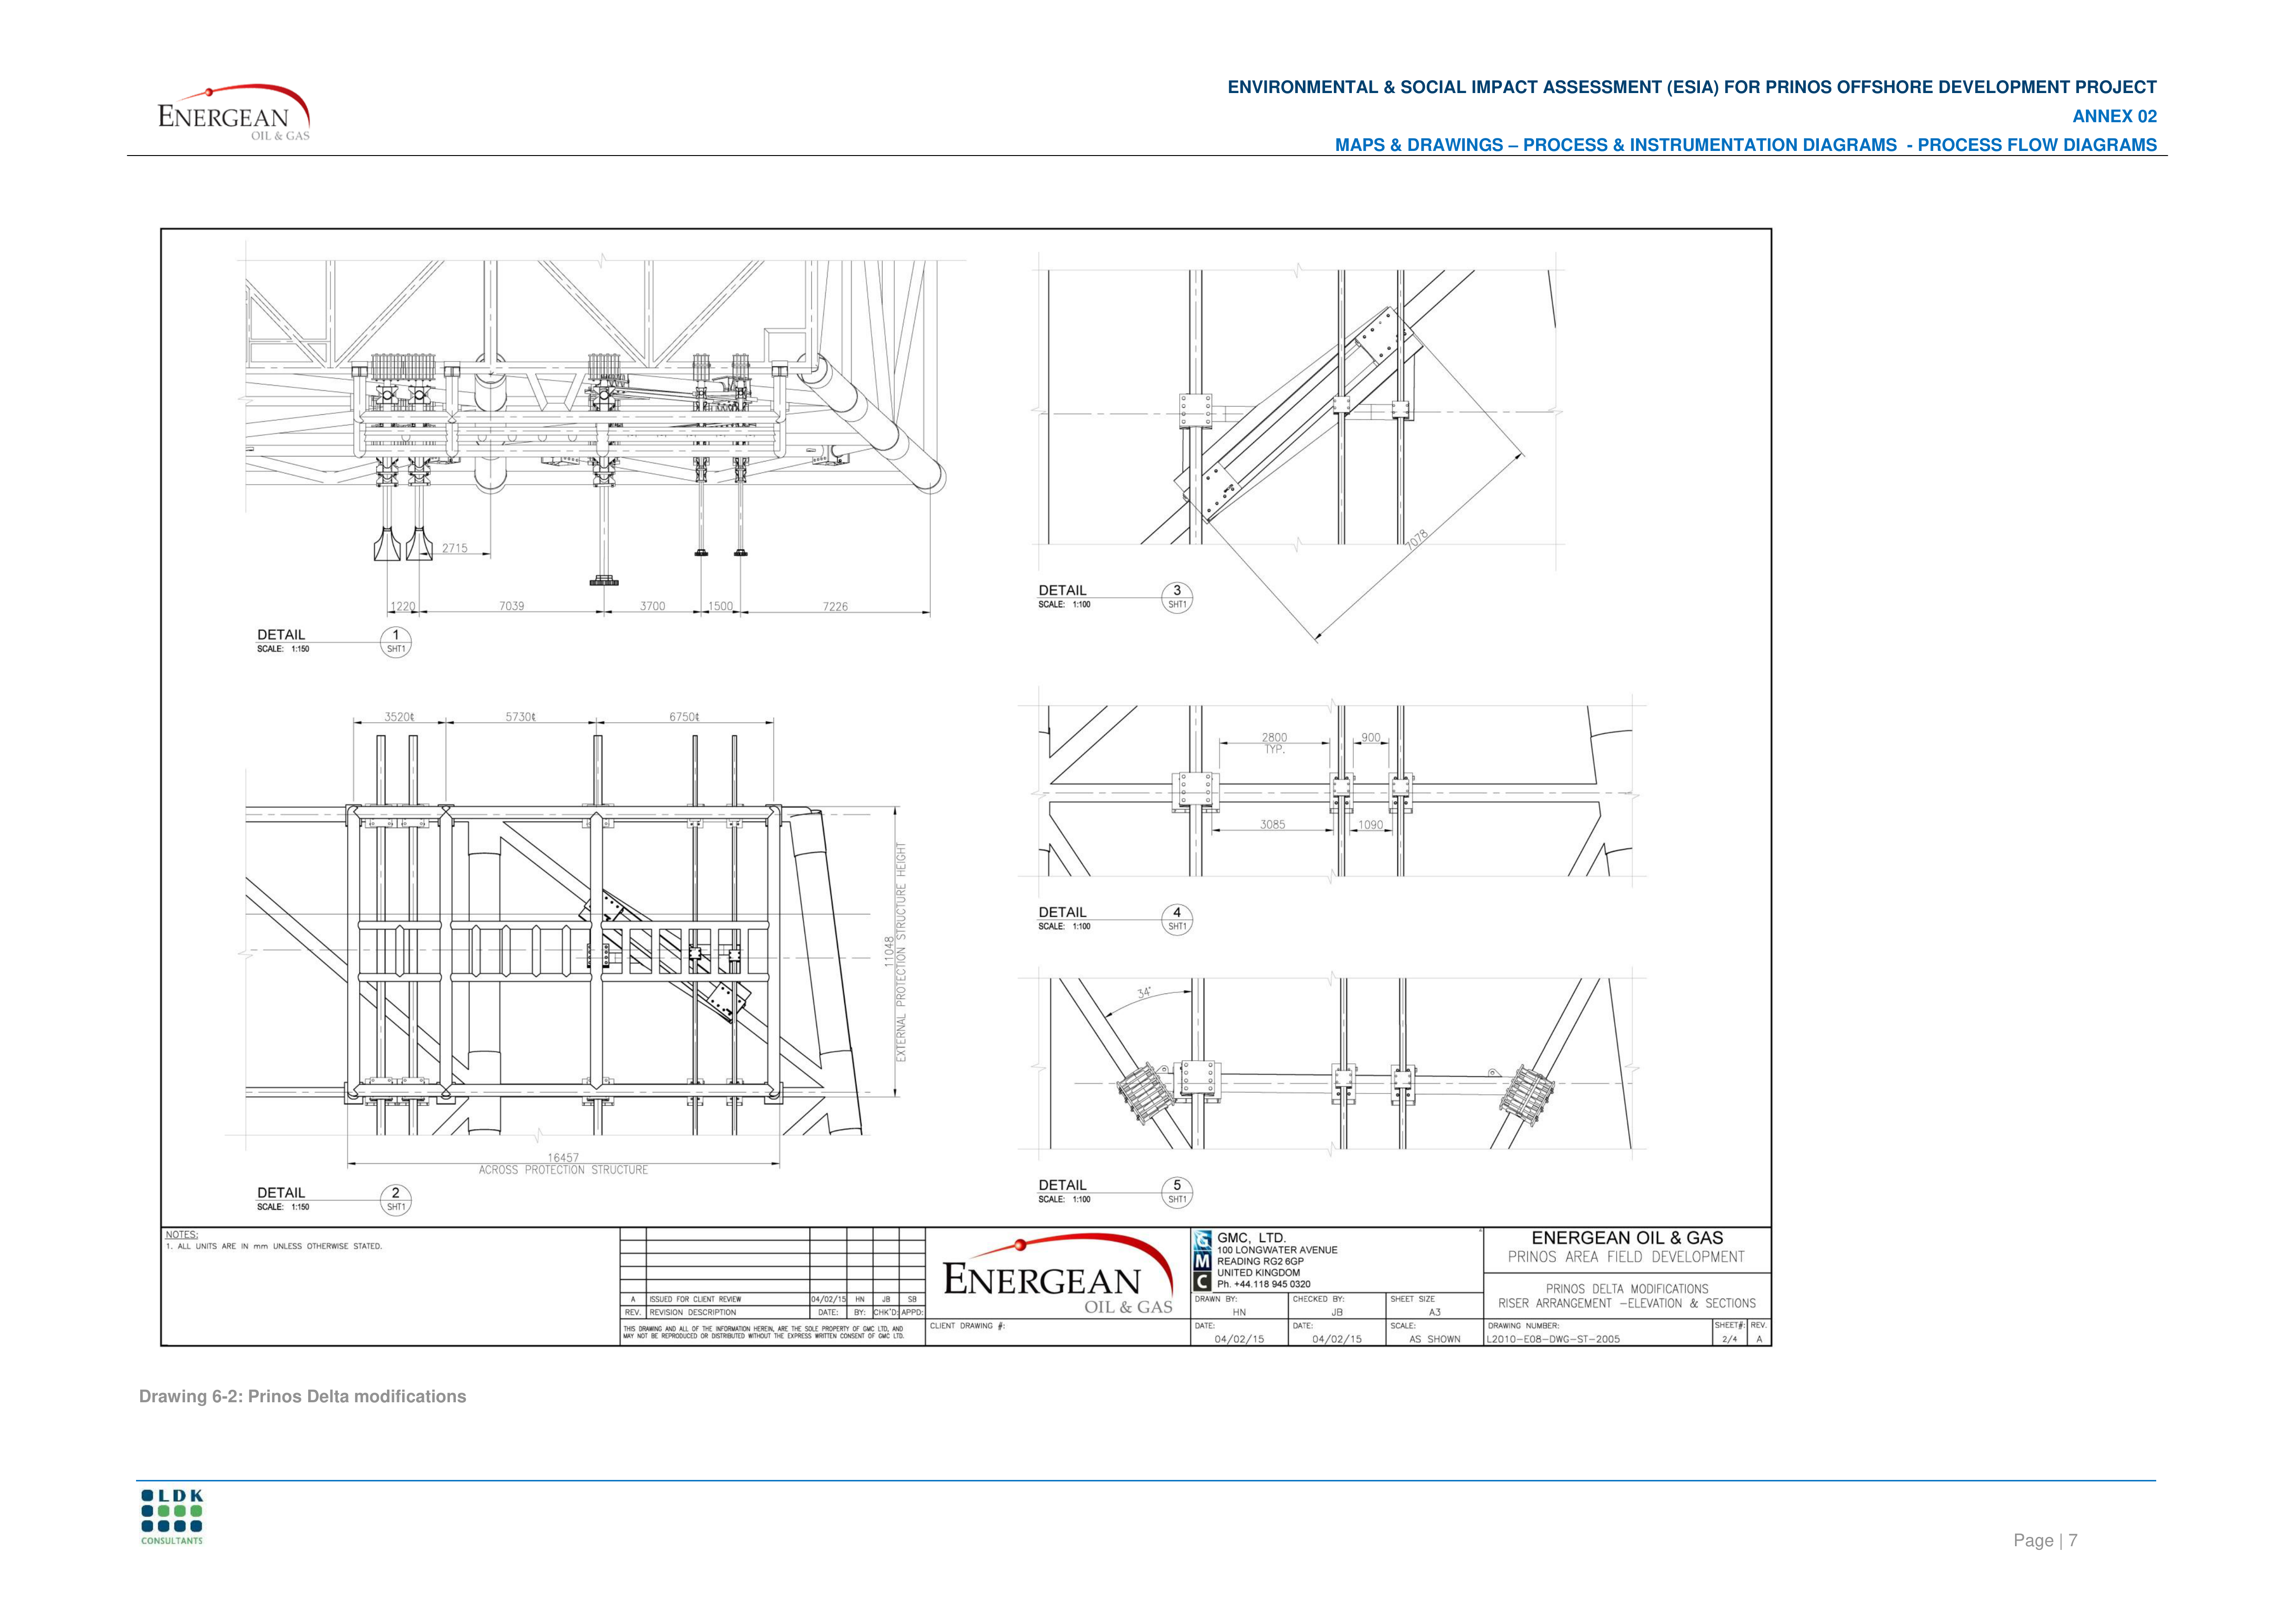 ENERGEAN
OIL & GAS
ENVIRONMENTAL & SOCIAL IMPACT ASSESSMENT (ESIA) FOR PRINOS OFFSHORE DEVELOPMENT PROJECT
ANNEX 02
MAPS & DRAWINGS – PROCESS & INSTRUMENTATION DIAGRAMS - PROCESS FLOW DIAGRAMS
2715
1220
7039
3700
1500
7226
DETAIL
SCALE: 1:150
1
SHT1
7078
DETAIL
SCALE: 1:100
3
SHT1
3520℄
5730℄
6750℄
11048
EXTERNAL PROTECTION STRUCTURE HEIGHT
16457
ACROSS PROTECTION STRUCTURE
DETAIL
SCALE: 1:150
2
SHT1
2800
TYP.
900
3085
1090
DETAIL
SCALE: 1:100
4
SHT1
34°
DETAIL
SCALE: 1:100
5
SHT1
NOTES:
1. ALL UNITS ARE IN mm UNLESS OTHERWISE STATED.
A ISSUED FOR CLIENT REVIEW 04/02/15 HN JB SB
REV. REVISION DESCRIPTION DATE: BY: CHK'D: APPD:
THIS DRAWING AND ALL OF THE INFORMATION HEREIN, ARE THE SOLE PROPERTY OF GMC LTD, AND
MAY NOT BE REPRODUCED OR DISTRIBUTED WITHOUT THE EXPRESS WRITTEN CONSENT OF GMC LTD.
ENERGEAN
OIL & GAS
CLIENT DRAWING #:
G
M
C
GMC, LTD.
100 LONGWATER AVENUE
READING RG2 6GP
UNITED KINGDOM
Ph. +44.118 945 0320
DRAWN BY:
HN
CHECKED BY:
JB
SHEET SIZE
A3
DATE:
04/02/15
DATE:
04/02/15
SCALE:
AS SHOWN
ENERGEAN OIL & GAS
PRINOS AREA FIELD DEVELOPMENT
PRINOS DELTA MODIFICATIONS
RISER ARRANGEMENT –ELEVATION & SECTIONS
DRAWING NUMBER:
L2010–E08–DWG–ST–2005
SHEET#:
2/4
REV.
A
Drawing 6-2: Prinos Delta modifications
LDK
CONSULTANTS
Page | 7